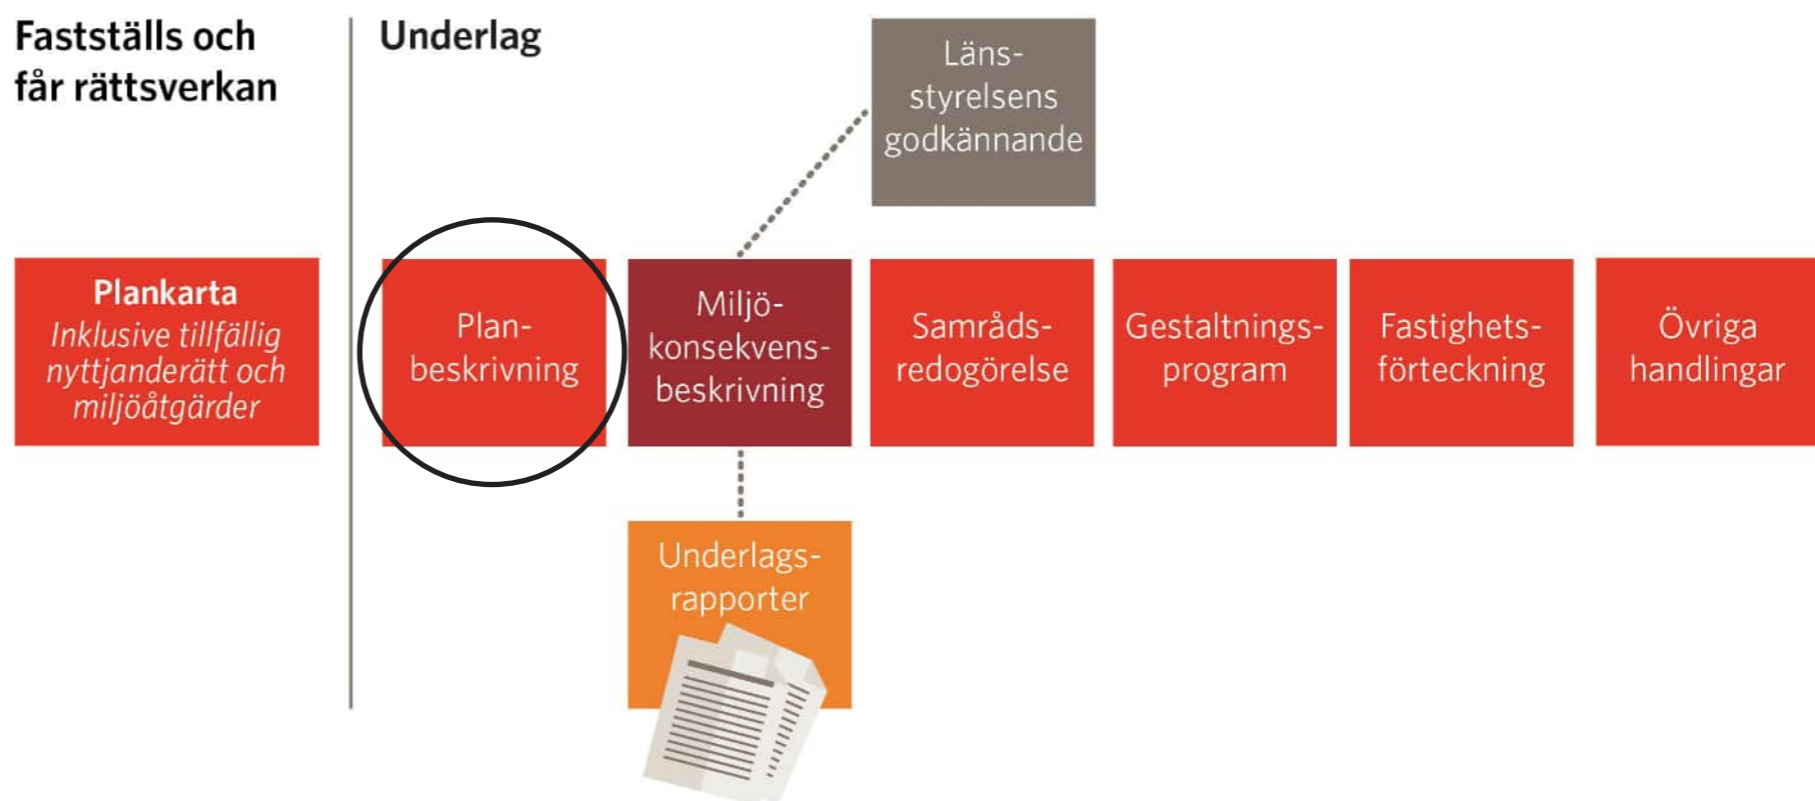 Fastställs och
får rättsverkan
Underlag
Läns-
styrelsens
godkännande
Plankarta
Inklusive tillfällig
nyttjanderätt och
miljöåtgärder
Plan-
beskrivning
Miljö-
konsekvens-
beskrivning
Samråds-
redogörelse
Gestaltnings-
program
Fastighets-
förteckning
Övriga
handlingar
Underlags-
rapporter